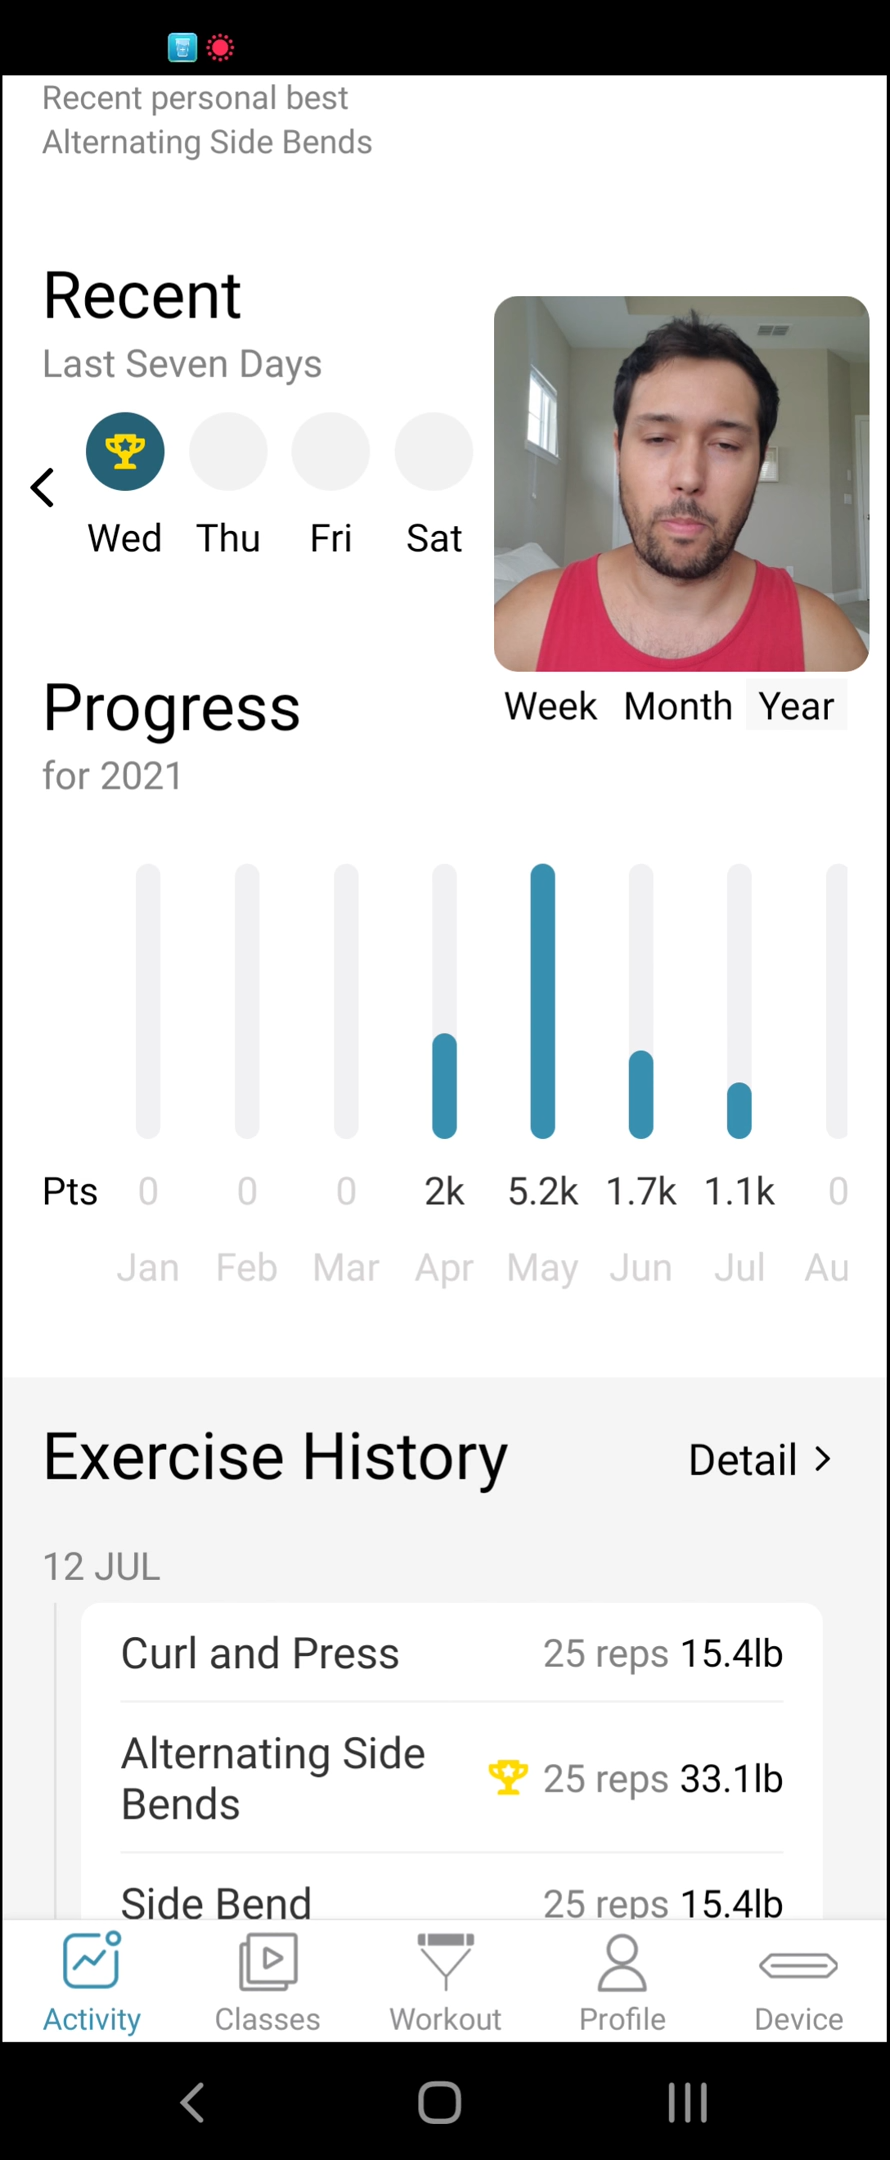 Recent personal best
Alternating Side Bends
Recent
Last Seven Days
Wed Thu Fri Sat
Progress
Week Month Year
for 2021
Pts 0 0 0 2k 5.2k 1.7k 1.1k 0
Jan Feb Mar Apr May Jun Jul Au
Exercise History
Detail >
12 JUL
Curl and Press 25 reps 15.4lb
Alternating Side
Bends 25 reps 33.1lb
Side Bend 25 reps 15.4lb
Activity Classes Workout Profile Device